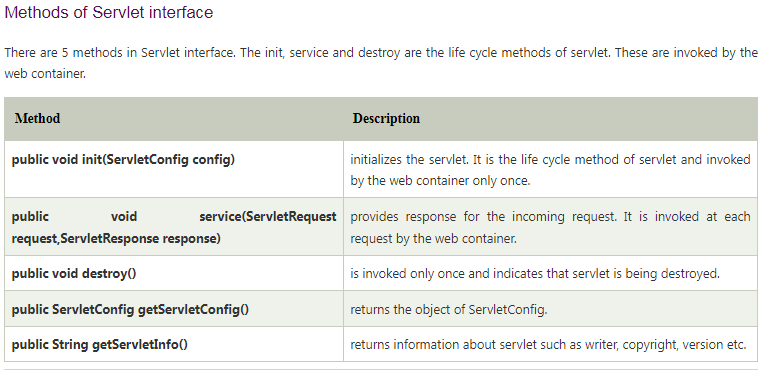 Methods of Servlet interface
There are 5 methods in Servlet interface. The init, service and destroy are the life cycle methods of servlet. These are invoked by the
web container.
Method Description
public void init(ServletConfig config) initializes the servlet. It is the life cycle method of servlet and invoked
by the web container only once.
public void service(ServletRequest provides response for the incoming request. It is invoked at each
request,ServletResponse response) request by the web container.
public void destroy() is invoked only once and indicates that servlet is being destroyed.
public ServletConfig getServletConfig() returns the object of ServletConfig.
public String getServletInfo() returns information about servlet such as writer, copyright, version etc.